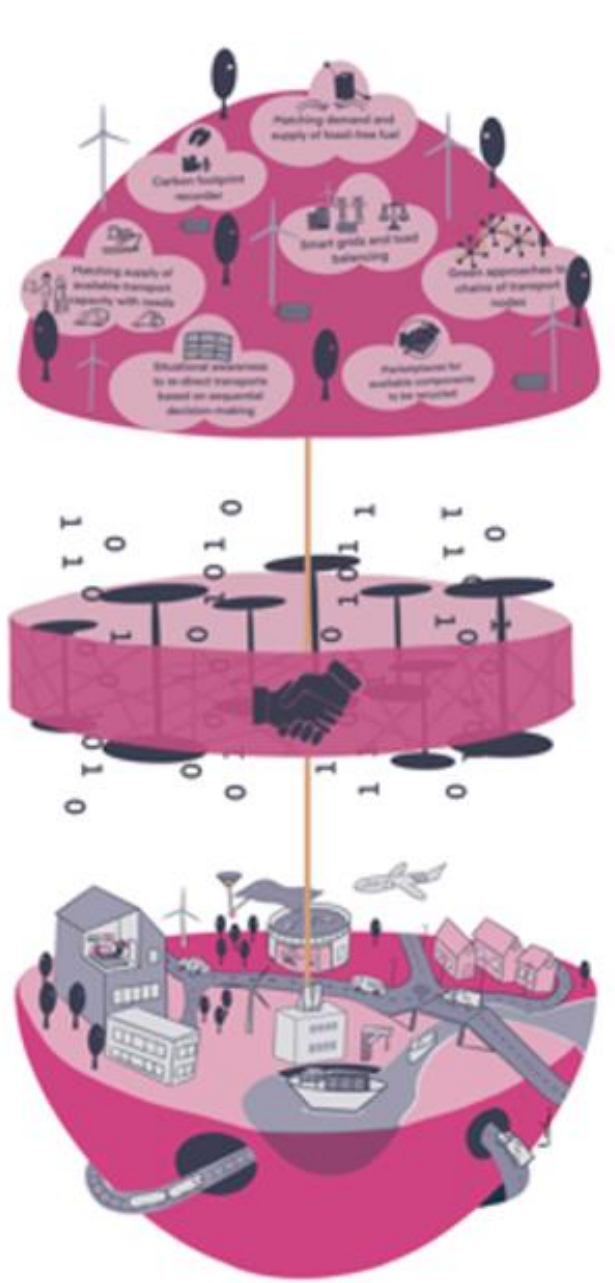 Matching demand and
supply of fossil-free fuel
Carbon footprint
recorder
Smart grids and load
balancing
Matching supply of
available transport
capacity with needs
Green approaches to
chains of transport
nodes
Situational awareness
to re-direct transports
based on sequential
decision-making
Marketplaces for
available components
to be recycled